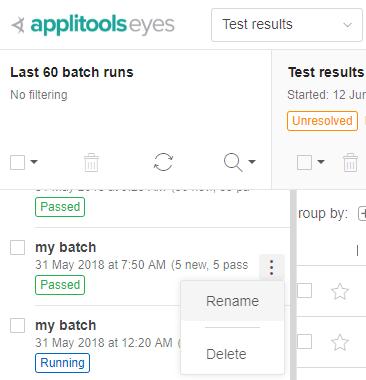 applitools eyes
Test results
Last 60 batch runs
No filtering
Test results
Started: 12 Jun
Unresolved
Passed
my batch
31 May 2018 at 7:50 AM (5 new, 5 pass
Passed
roup by:
Rename
my batch
31 May 2018 at 12:20 AM
Running
Delete